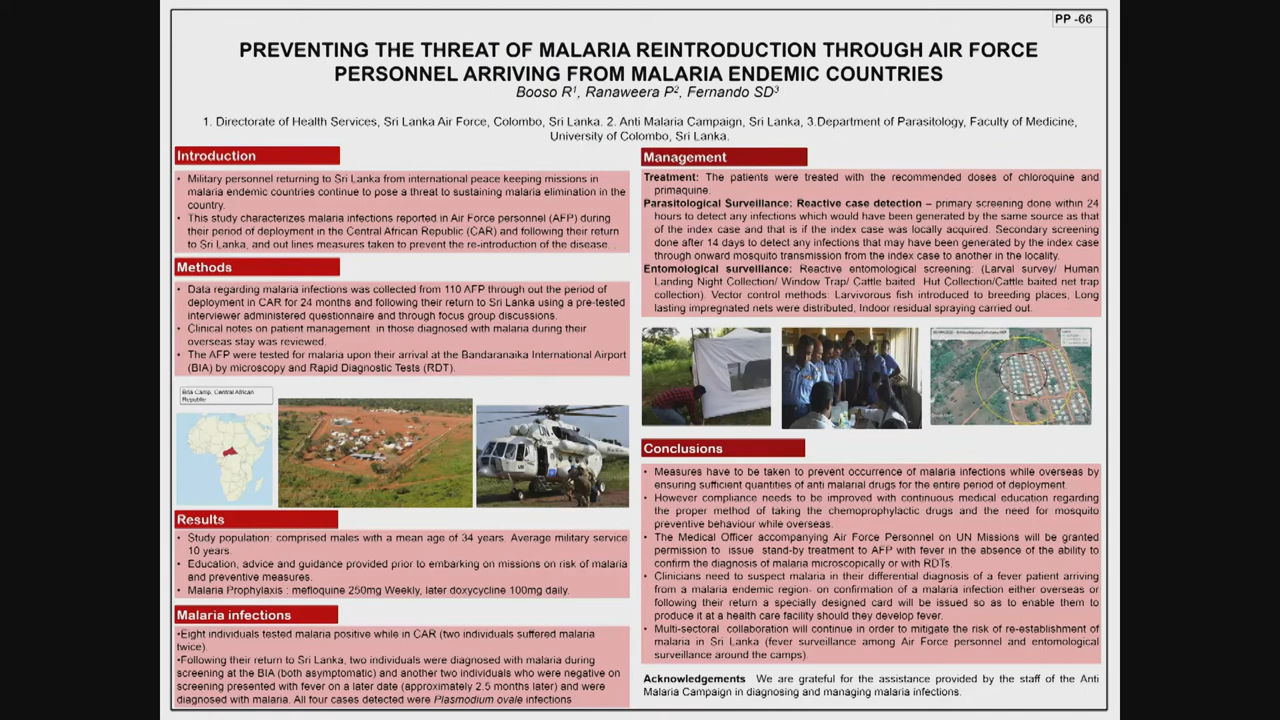 PP -66
PREVENTING THE THREAT OF MALARIA REINTRODUCTION THROUGH AIR FORCE
PERSONNEL ARRIVING FROM MALARIA ENDEMIC COUNTRIES
Booso R¹, Ranaweera P², Fernando SD³
1. Directorate of Health Services, Sri Lanka Air Force, Colombo, Sri Lanka. 2. Anti Malaria Campaign, Sri Lanka, 3.Department of Parasitology, Faculty of Medicine,
University of Colombo, Sri Lanka.
Introduction
• Military personnel returning to Sri Lanka from international peace keeping missions in
malaria endemic countries continue to pose a threat to sustaining malaria elimination in the
country.
• This study characterizes malaria infections reported in Air Force personnel (AFP) during
their period of deployment in the Central African Republic (CAR) and following their return
to Sri Lanka, and out lines measures taken to prevent the re-introduction of the disease.
Methods
• Data regarding malaria infections was collected from 110 AFP through out the period of
deployment in CAR for 24 months and following their return to Sri Lanka using a pre-tested
interviewer administered questionnaire and through focus group discussions.
• Clinical notes on patient management in those diagnosed with malaria during their
overseas stay was reviewed.
• The AFP were tested for malaria upon their arrival at the Bandaranaika International Airport
(BIA) by microscopy and Rapid Diagnostic Tests (RDT).
Bria Camp, Central African
Republic
UN
Results
• Study population: comprised males with a mean age of 34 years. Average military service
10 years.
• Education, advice and guidance provided prior to embarking on missions on risk of malaria
and preventive measures.
• Malaria Prophylaxis : mefloquine 250mg Weekly, later doxycycline 100mg daily.
Malaria infections
•Eight individuals tested malaria positive while in CAR (two individuals suffered malaria
twice).
•Following their return to Sri Lanka, two individuals were diagnosed with malaria during
screening at the BIA (both asymptomatic) and another two individuals who were negative on
screening presented with fever on a later date (approximately 2.5 months later) and were
diagnosed with malaria. All four cases detected were Plasmodium ovale infections
Management
Treatment: The patients were treated with the recommended doses of chloroquine and
primaquine.
Parasitological Surveillance: Reactive case detection – primary screening done within 24
hours to detect any infections which would have been generated by the same source as that
of the index case and that is if the index case was locally acquired. Secondary screening
done after 14 days to detect any infections that may have been generated by the index case
through onward mosquito transmission from the index case to another in the locality.
Entomological surveillance: Reactive entomological screening: (Larval survey/ Human
Landing Night Collection/ Window Trap/ Cattle baited Hut Collection/Cattle baited net trap
collection). Vector control methods: Larvivorous fish introduced to breeding places, Long
lasting impregnated nets were distributed, Indoor residual spraying carried out.
Conclusions
• Measures have to be taken to prevent occurrence of malaria infections while overseas by
ensuring sufficient quantities of anti malarial drugs for the entire period of deployment.
• However compliance needs to be improved with continuous medical education regarding
the proper method of taking the chemoprophylactic drugs and the need for mosquito
preventive behaviour while overseas.
• The Medical Officer accompanying Air Force Personnel on UN Missions will be granted
permission to issue stand-by treatment to AFP with fever in the absence of the ability to
confirm the diagnosis of malaria microscopically or with RDTs.
• Clinicians need to suspect malaria in their differential diagnosis of a fever patient arriving
from a malaria endemic region- on confirmation of a malaria infection either overseas or
following their return a specially designed card will be issued so as to enable them to
produce it at a health care facility should they develop fever.
• Multi-sectoral collaboration will continue in order to mitigate the risk of re-establishment of
malaria in Sri Lanka (fever surveillance among Air Force personnel and entomological
surveillance around the camps).
Acknowledgements We are grateful for the assistance provided by the staff of the Anti
Malaria Campaign in diagnosing and managing malaria infections.